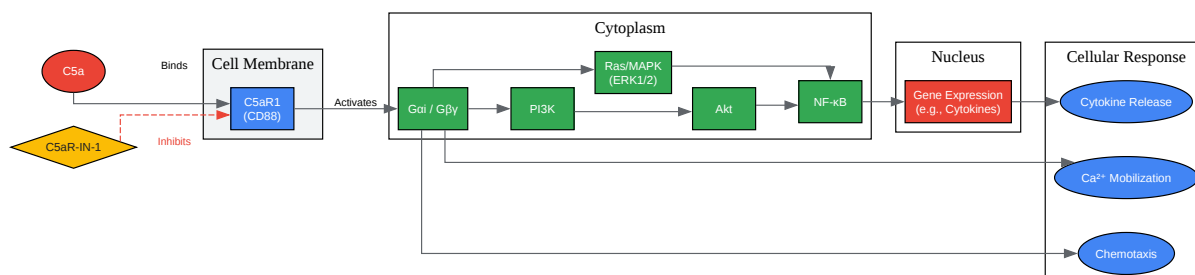 C5a
C5aR-IN-1
Binds
Inhibits
Cell Membrane
C5aR1
(CD88)
Activates
Cytoplasm
Gαi / Gβγ
Ras/MAPK
(ERK1/2)
PI3K
Akt
NF-κB
Nucleus
Gene Expression
(e.g., Cytokines)
Cellular Response
Cytokine Release
Ca²⁺ Mobilization
Chemotaxis